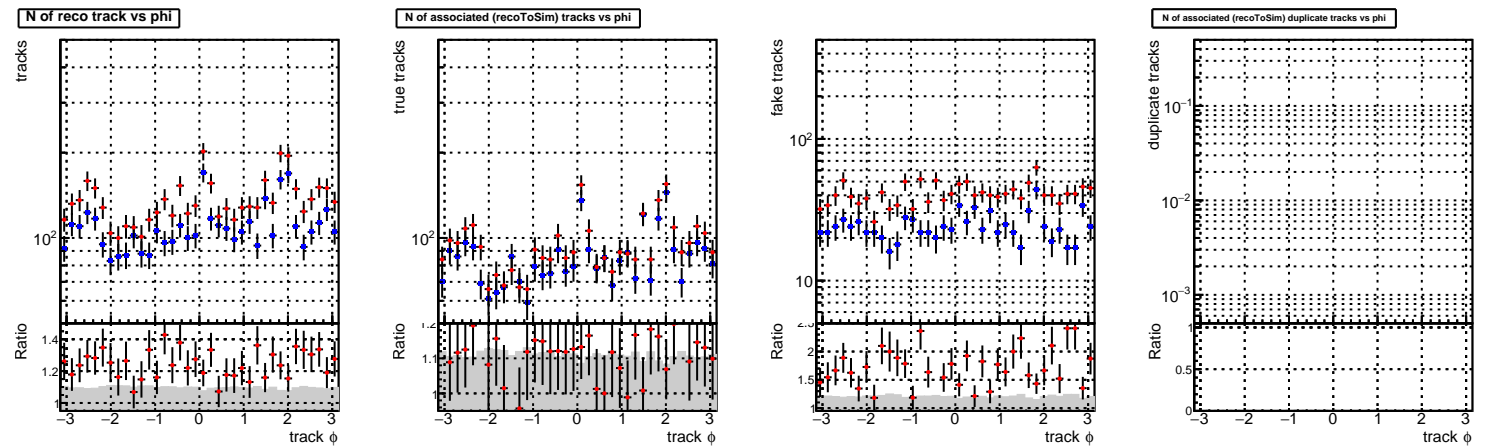 N of reco track vs phi
tracks
10²
Ratio
1.4
1.2
1
−3 −2 −1 0 1 2 3
track ϕ
N of associated (recoToSim) tracks vs phi
true tracks
10²
Ratio
1.2
1.1
1
−3 −2 −1 0 1 2 3
track ϕ
fake tracks
10²
10
Ratio
2.5
2
1.5
1
−3 −2 −1 0 1 2 3
track ϕ
N of associated (recoToSim) duplicate tracks vs phi
duplicate tracks
10⁻¹
10⁻²
10⁻³
Ratio
1
0.5
0
−3 −2 −1 0 1 2 3
track ϕ